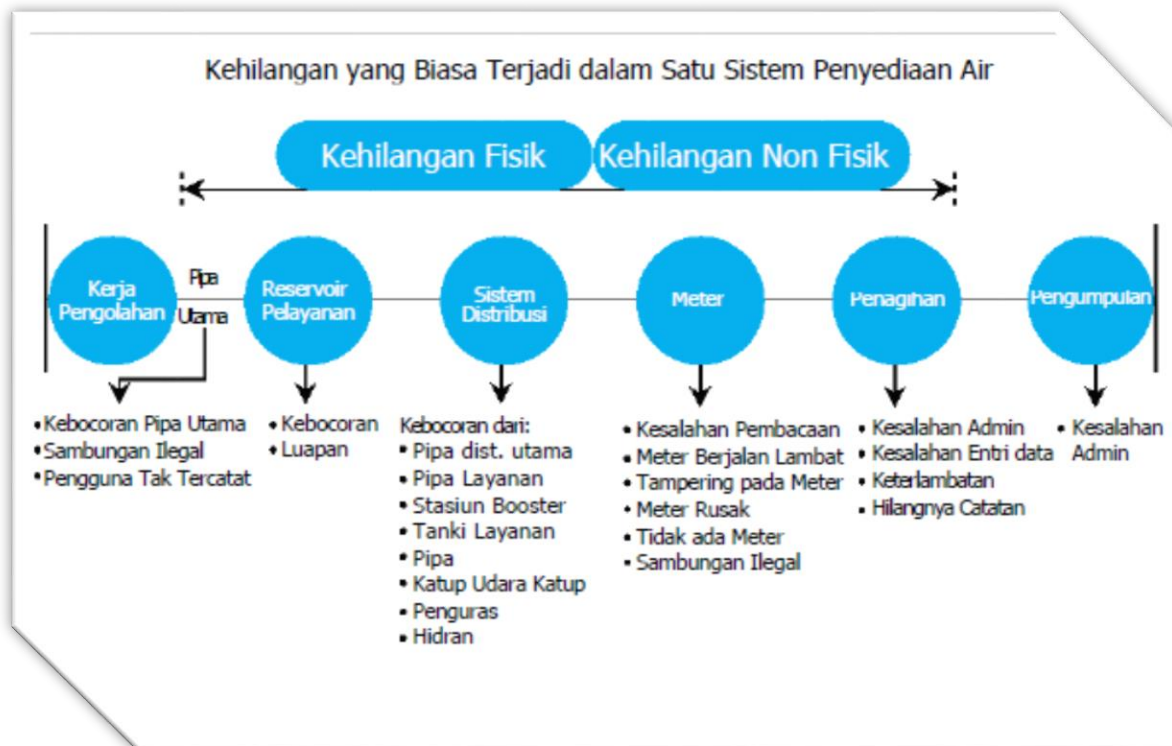 Kehilangan yang Biasa Terjadi dalam Satu Sistem Penyediaan Air
Kehilangan Fisik
Kehilangan Non Fisik
Kerja
Pengolahan
Pipa
Utama
Reservoir
Pelayanan
Sistem
Distribusi
Meter
Penagihan
Pengumpulan
• Kebocoran Pipa Utama
• Sambungan Ilegal
• Pengguna Tak Tercatat
• Kebocoran
• Luapan
Kebocoran dari:
• Pipa dist. utama
• Pipa Layanan
• Stasiun Booster
• Tanki Layanan
• Pipa
• Katup Udara Katup
• Penguras
• Hidran
• Kesalahan Pembacaan
• Meter Berjalan Lambat
• Tampering pada Meter
• Meter Rusak
• Tidak ada Meter
• Sambungan Ilegal
• Kesalahan Admin
• Kesalahan Entri data
• Keterlambatan
• Hilangnya Catatan
• Kesalahan
Admin